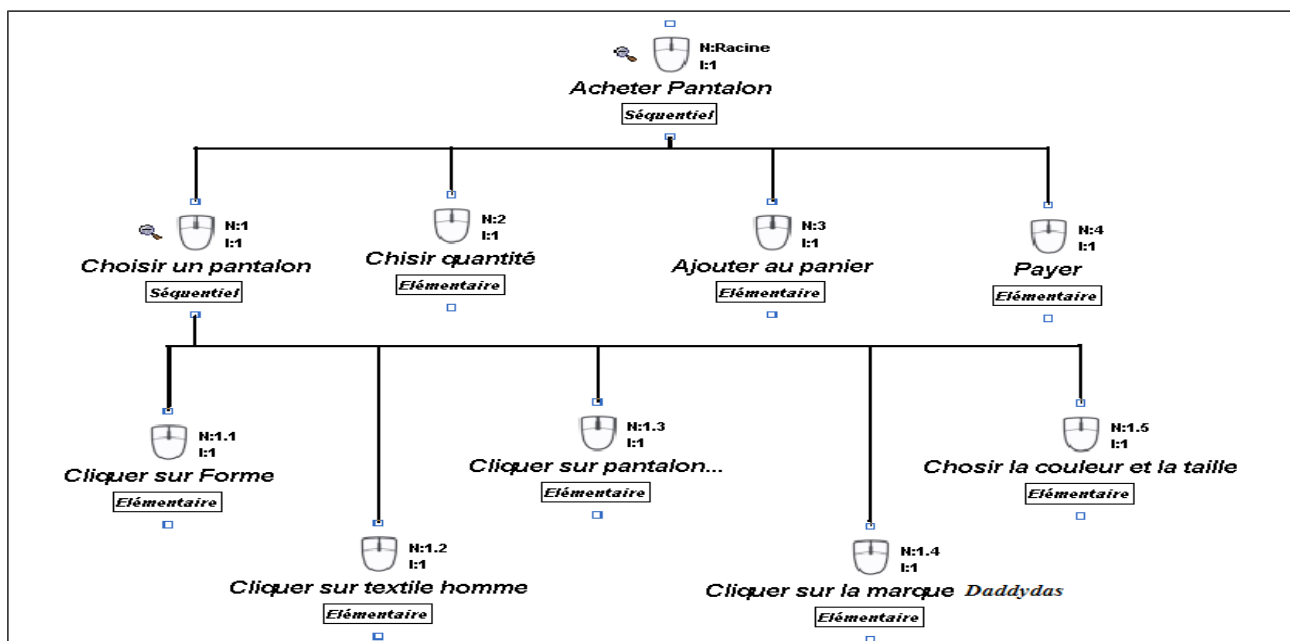 N:Racine
I:1
Acheter Pantalon
Séquentiel
N:1
I:1
Choisir un pantalon
Séquentiel
N:2
I:1
Chisir quantité
Elémentaire
N:3
I:1
Ajouter au panier
Elémentaire
N:4
I:1
Payer
Elémentaire
N:1.1
I:1
Cliquer sur Forme
Elémentaire
N:1.2
I:1
Cliquer sur textile homme
Elémentaire
N:1.3
I:1
Cliquer sur pantalon...
Elémentaire
N:1.4
I:1
Cliquer sur la marque Daddydas
Elémentaire
N:1.5
I:1
Chosir la couleur et la taille
Elémentaire